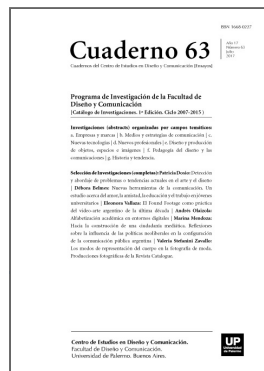 ISSN 1668-0227
Año 17
Número 63
Julio
2017
Cuaderno 63
Cuadernos del Centro de Estudios en Diseño y Comunicación [Ensayos]
Programa de Investigación de la Facultad de
Diseño y Comunicación
(Catálogo de Investigaciones. 1ª Edición. Ciclo 2007-2015)
Investigaciones (abstracts) organizados por campos temáticos:
a. Empresas y marcas | b. Medios y estrategias de comunicación | c.
Nuevas tecnologías | d. Nuevos profesionales | e. Diseño y producción
de objetos, espacios e imágenes | f. Pedagogía del diseño y las
comunicaciones | g. Historia y tendencia.
Selección de Investigaciones (completas): Patricia Dosio: Detección
y abordaje de problemas o tendencias actuales en el arte y el diseño
| Débora Belmes: Nuevas herramientas de la comunicación. Un
estudio acerca del amor, la amistad, la educación y el trabajo en jóvenes
universitarios | Eleonora Vallaza: El Found Footage como práctica
del video-arte argentino de la última década | Andrés Olaizola:
Alfabetización académica en entornos digitales | Marina Mendoza:
Hacia la construcción de una ciudadanía mediática. Reflexiones
sobre la influencia de las políticas neoliberales en la configuración
de la comunicación pública argentina | Valeria Stefanini Zavallo:
Los modos de representación del cuerpo en la fotografía de moda.
Producciones fotográficas de la Revista Catalogue.
Centro de Estudios en Diseño y Comunicación.
Facultad de Diseño y Comunicación.
Universidad de Palermo. Buenos Aires.
UP
Universidad
de Palermo